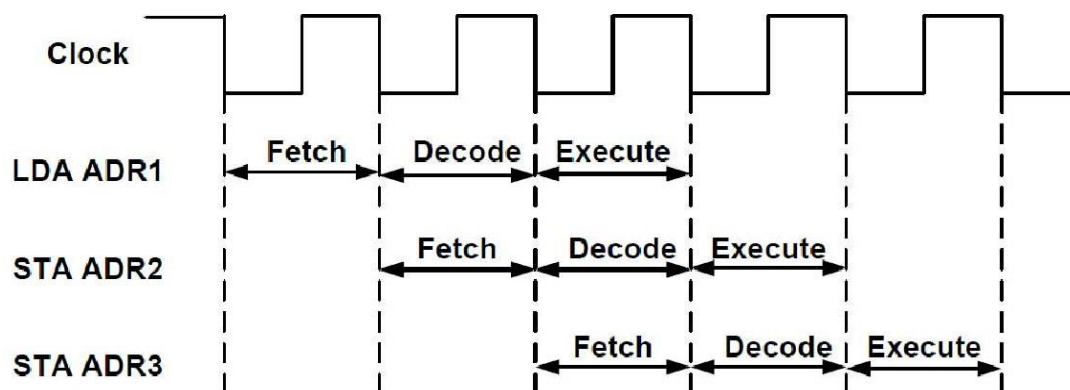 Clock
LDA ADR1
Fetch Decode Execute
STA ADR2
Fetch Decode Execute
STA ADR3
Fetch Decode Execute